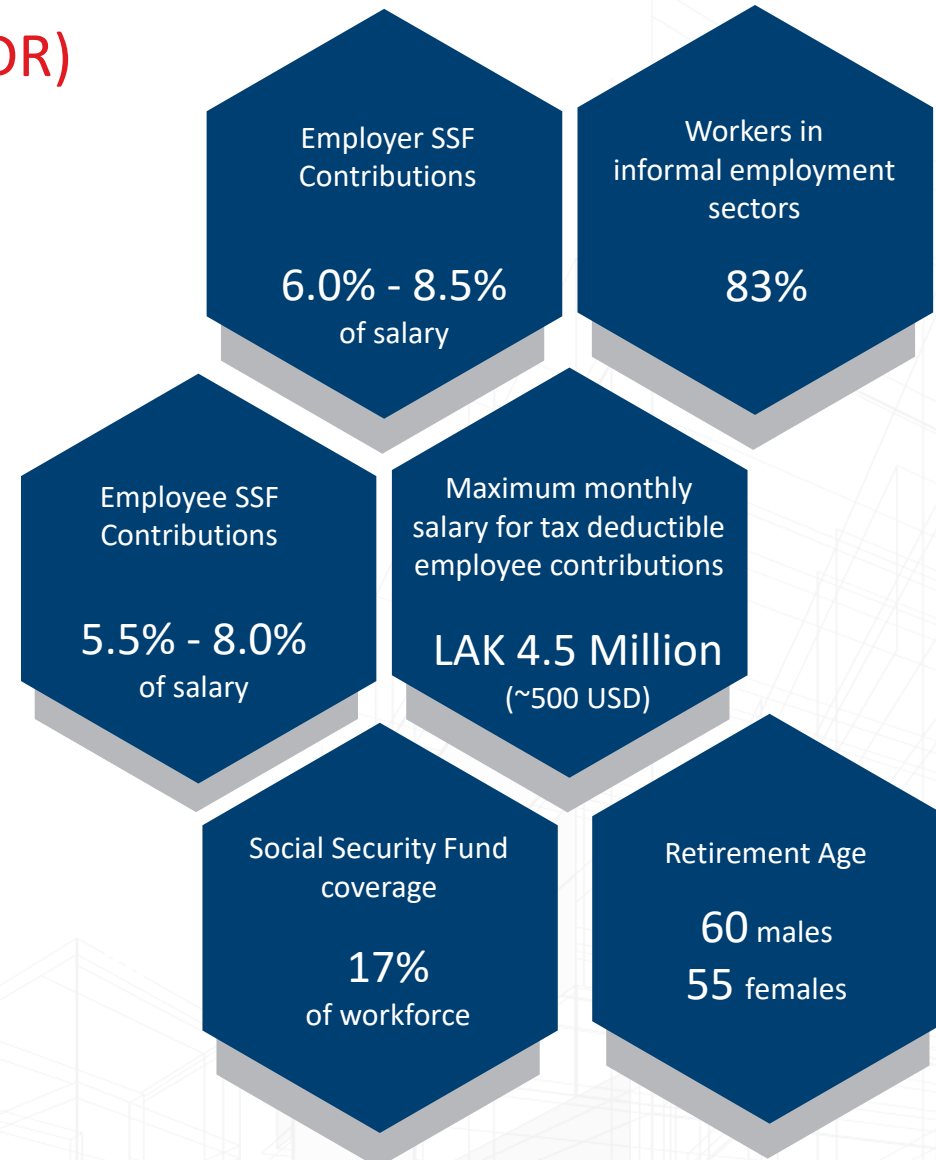 DR)
Employer SSF
Contributions
6.0% - 8.5%
of salary
Workers in
informal employment
sectors
83%
Employee SSF
Contributions
5.5% - 8.0%
of salary
Maximum monthly
salary for tax deductible
employee contributions
LAK 4.5 Million
(~500 USD)
Social Security Fund
coverage
17%
of workforce
Retirement Age
60 males
55 females